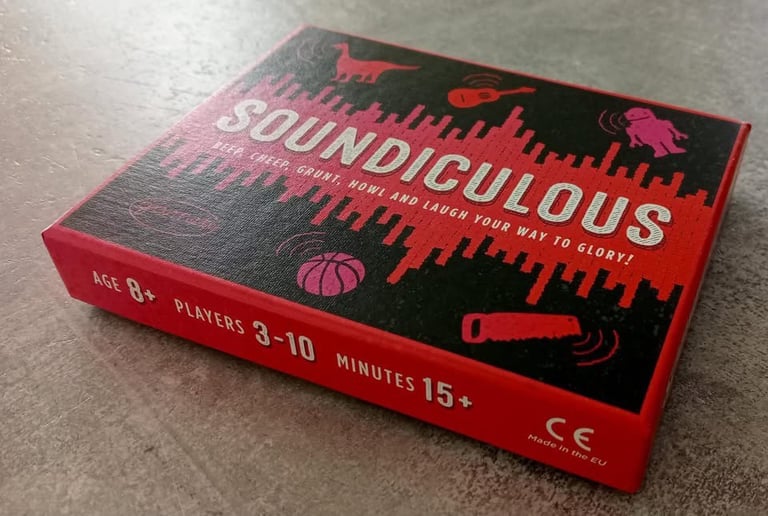 SOUNDICULOUS
BEEP, CHEEP, GRUNT, HOWL AND LAUGH YOUR WAY TO GLORY!
AGE 8+ PLAYERS 3-10 MINUTES 15+
CE
Made in the EU